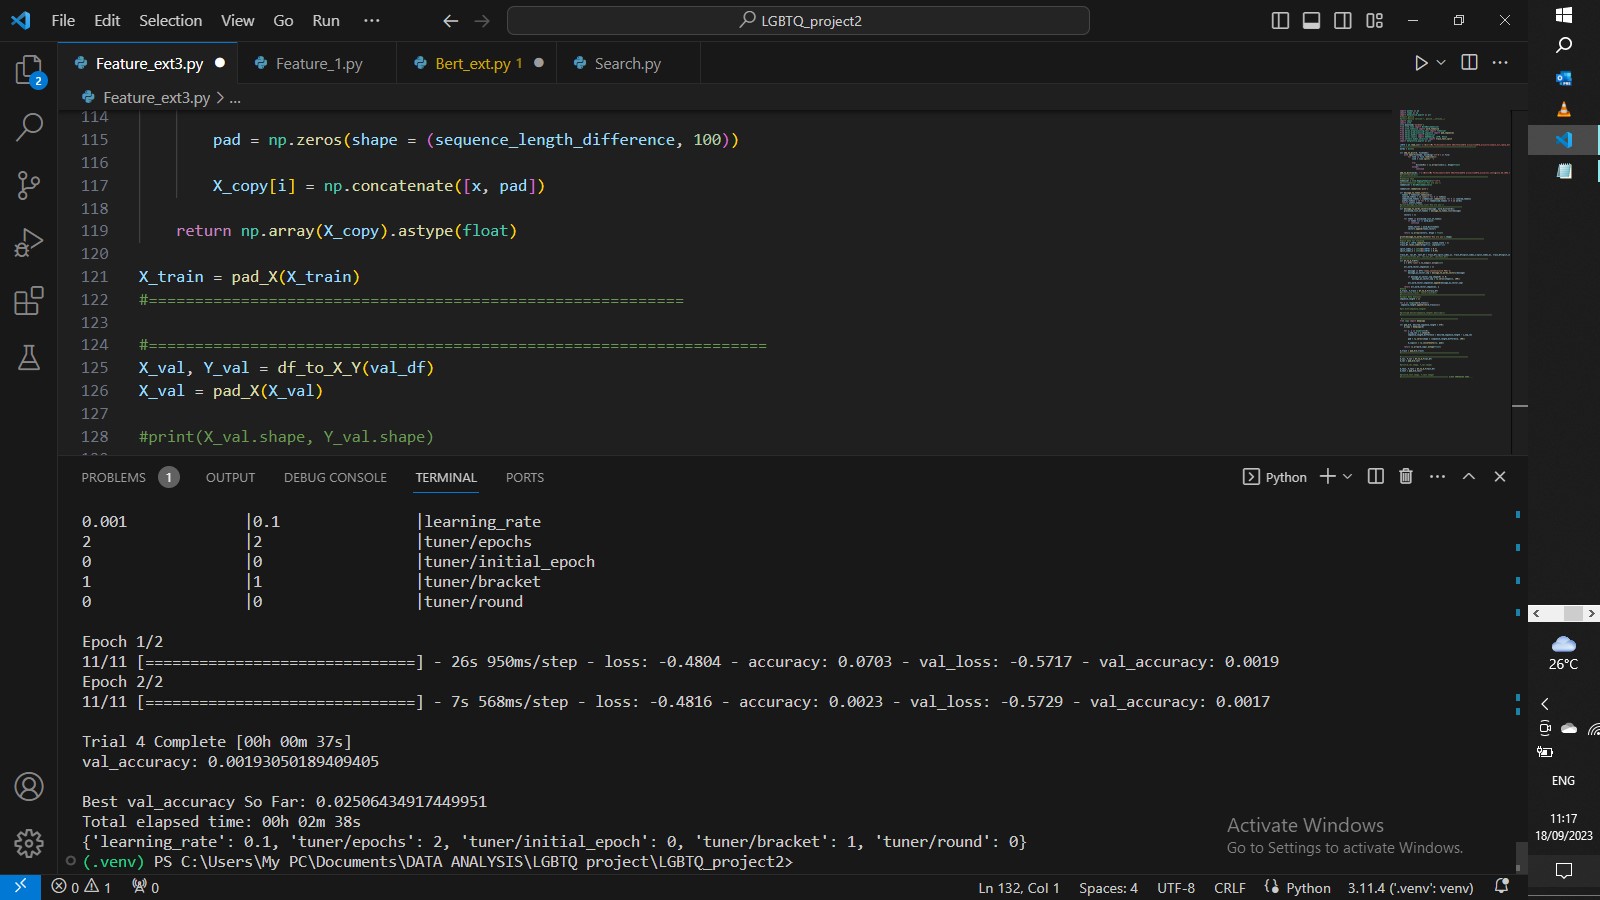 File Edit Selection View Go Run ···
LGBTQ_project2
Feature_ext3.py
Feature_1.py
Bert_ext.py 1
Search.py
Feature_ext3.py > ...
2
114
115 pad = np.zeros(shape = (sequence_length_difference, 100))
116
117 X_copy[i] = np.concatenate([x, pad])
118
119 return np.array(X_copy).astype(float)
120
121 X_train = pad_X(X_train)
122 #==========================================================
123
124 #===================================================================
125 X_val, Y_val = df_to_X_Y(val_df)
126 X_val = pad_X(X_val)
127
128 #print(X_val.shape, Y_val.shape)
PROBLEMS 1 OUTPUT DEBUG CONSOLE TERMINAL PORTS
Python
0.001 |0.1 |learning_rate
2 |2 |tuner/epochs
0 |0 |tuner/initial_epoch
1 |1 |tuner/bracket
0 |0 |tuner/round
Epoch 1/2
11/11 [==============================] - 26s 950ms/step - loss: -0.4804 - accuracy: 0.0703 - val_loss: -0.5717 - val_accuracy: 0.0019
Epoch 2/2
11/11 [==============================] - 7s 568ms/step - loss: -0.4816 - accuracy: 0.0023 - val_loss: -0.5729 - val_accuracy: 0.0017
Trial 4 Complete [00h 00m 37s]
val_accuracy: 0.00193050189409405
Best val_accuracy So Far: 0.02506434917449951
Total elapsed time: 00h 02m 38s
{'learning_rate': 0.1, 'tuner/epochs': 2, 'tuner/initial_epoch': 0, 'tuner/bracket': 1, 'tuner/round': 0}
(.venv) PS C:\Users\My PC\Documents\DATA ANALYSIS\LGBTQ project\LGBTQ_project2>
Activate Windows
Go to Settings to activate Windows.
0 1 0
Ln 132, Col 1 Spaces: 4 UTF-8 CRLF Python 3.11.4 ('.venv': venv)
26°C
ENG
11:17
18/09/2023